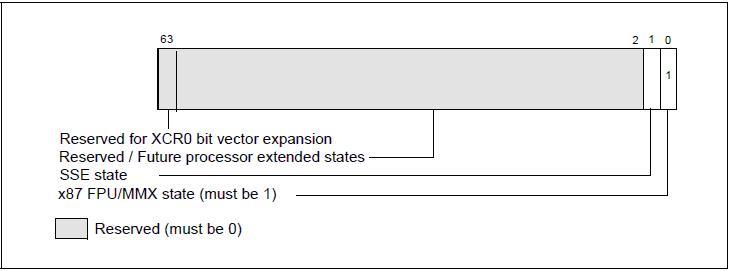 63 2 1 0
1
Reserved for XCR0 bit vector expansion
Reserved / Future processor extended states
SSE state
x87 FPU/MMX state (must be 1)
Reserved (must be 0)